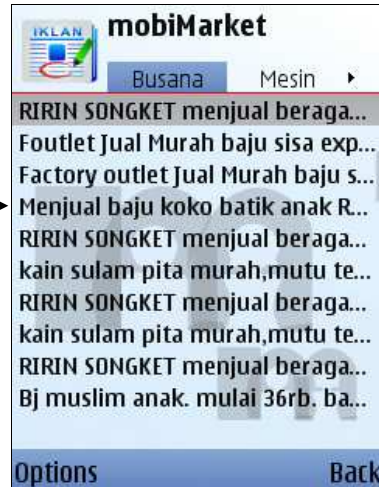 IKLAN
mobiMarket
Busana Mesin
RIRIN SONGKET menjual beraga...
Foutlet Jual Murah baju sisa exp...
Factory outlet Jual Murah baju s...
Menjual baju koko batik anak R...
RIRIN SONGKET menjual beraga...
kain sulam pita murah,mutu te...
RIRIN SONGKET menjual beraga...
kain sulam pita murah,mutu te...
RIRIN SONGKET menjual beraga...
Bj muslim anak. mulai 36rb. ba...
Options Back